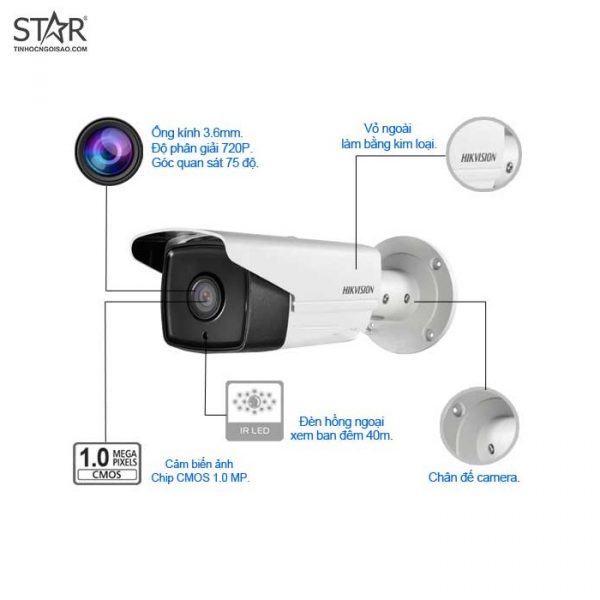 STAR®
TINHOCNGOISAO.COM
Ống kính 3.6mm.
Độ phân giải 720P.
Góc quan sát 75 độ.
Vỏ ngoài
làm bằng kim loại.
HIKVISION
HIKVISION
IR LED
Đèn hồng ngoại
xem ban đêm 40m.
1.0 MEGA
PIXELS
CMOS
Cảm biến ảnh
Chip CMOS 1.0 MP.
Chân đế camera.